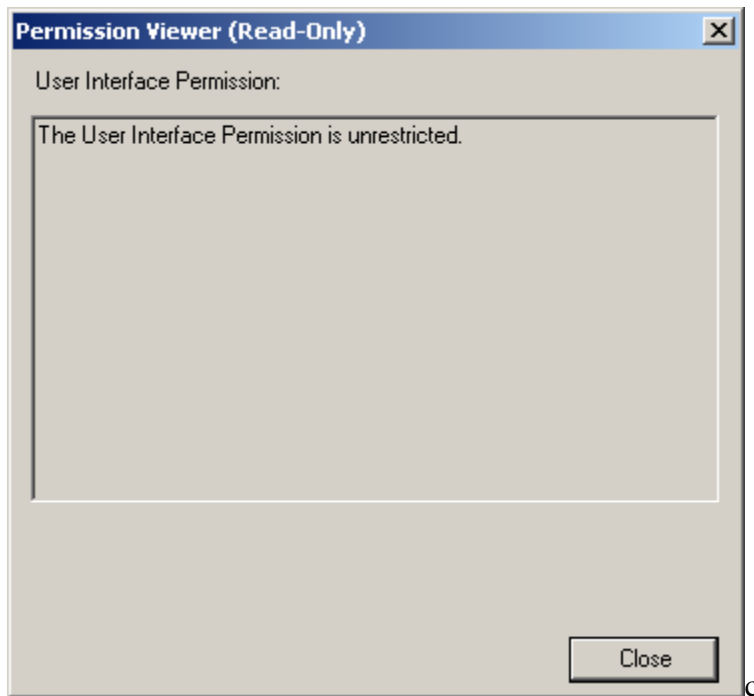 Permission Viewer (Read-Only)
User Interface Permission:
The User Interface Permission is unrestricted.
Close